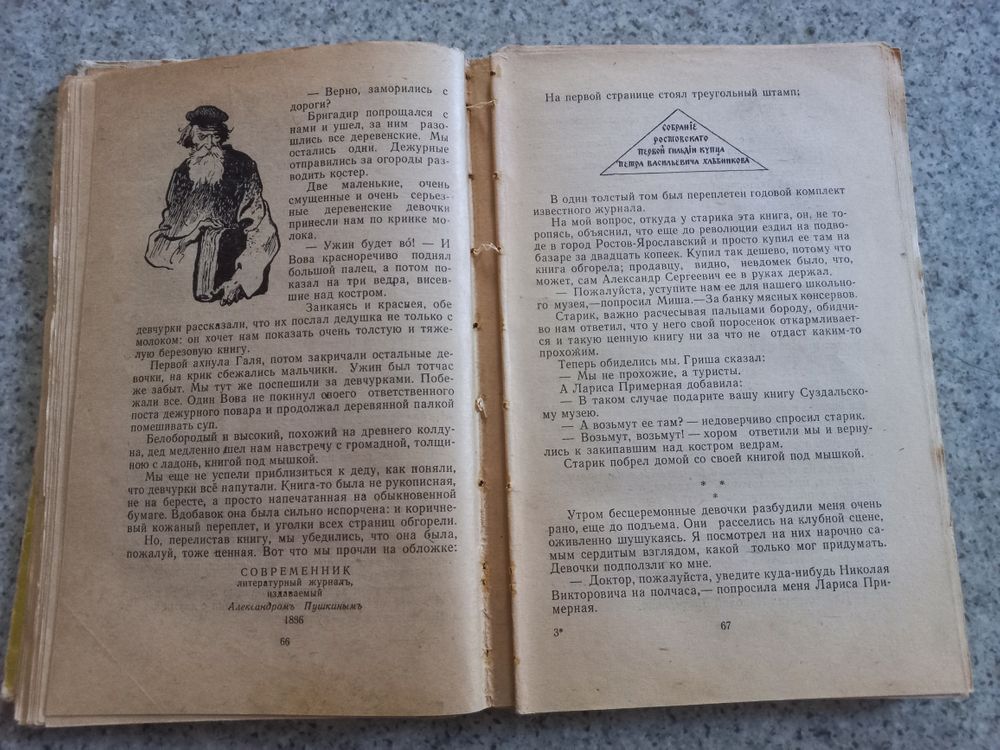 — Верно, заморились с
дороги?
Бригадир попрощался с
нами и ушел, за ним разо-
шлись все деревенские. Мы
остались одни. Дежурные
отправились за огороды раз-
водить костер.
Две маленькие, очень
смущенные и очень серьез-
ные деревенские девочки
принесли нам по кринке мо-
лока.
— Ужин будет во́! — И
Вова красноречиво поднял
большой палец, а потом по-
казал на три ведра, висев-
шие над костром.
Заикаясь и краснея, обе
девчурки рассказали, что их послал дедушка не только с
молоком: он хочет нам показать очень толстую и тяже-
лую березовую книгу.
Первой ахнула Галя, потом закричали остальные де-
вочки, на крик сбежались мальчики. Ужин был тотчас
же забыт. Мы тут же поспешили за девчурками. Побе-
жали все. Один Вова не покинул своего ответственного
поста дежурного повара и продолжал деревянной палкой
помешивать суп.
Белобородый и высокий, похожий на древнего колду-
на, дед медленно шел нам навстречу с громадной, толщи-
ною с ладонь, книгой под мышкой.
Мы еще не успели приблизиться к деду, как поняли,
что девчурки всё напутали. Книга-то была не рукописная,
не на бересте, а просто напечатанная на обыкновенной
бумаге. Вдобавок она была сильно испорчена: и коричне-
вый кожаный переплет, и уголки всех страниц обгорели.
Но, перелистав книгу, мы убедились, что она была,
пожалуй, тоже ценная. Вот что мы прочли на обложке:
СОВРЕМЕННИК
литературный журналъ,
издаваемый
Александромъ Пушкинымъ
1836
66
На первой странице стоял треугольный штамп:
СОБРАНІЕ
РОСТОВСКАГО
ПЕРВОЙ ГИЛЬДІИ КУПЦА
ПЕТРА ВАСИЛЬЕВИЧА ХЛѢБНИКОВА
В один толстый том был переплетен годовой комплект
известного журнала.
На мой вопрос, откуда у старика эта книга, он, не то-
ропясь, объяснил, что еще до революции ездил на подво-
де в город Ростов-Ярославский и просто купил ее там на
базаре за двадцать копеек. Купил так дешево, потому что
книга обгорела; продавцу, видно, невдомек было, что,
может, сам Александр Сергеевич ее в руках держал.
— Пожалуйста, уступите нам ее для нашего школьно-
го музея,—попросил Миша.—За банку мясных консервов.
Старик, важно расчесывая пальцами бороду, обидчи-
во нам ответил, что у него свой поросенок откармливает-
ся и такую ценную книгу ни за что не отдаст каким-то
прохожим.
Теперь обиделись мы. Гриша сказал:
— Мы не прохожие, а туристы.
А Лариса Примерная добавила:
— В таком случае подарите вашу книгу Суздальско-
му музею.
— А возьмут ее там? — недоверчиво спросил старик.
— Возьмут, возьмут! — хором ответили мы и верну-
лись к закипавшим над костром ведрам.
Старик побрел домой со своей книгой под мышкой.
* *
*
Утром бесцеремонные девочки разбудили меня очень
рано, еще до подъема. Они расселись на клубной сцене,
оживленно шушукаясь. Я посмотрел на них нарочно са-
мым сердитым взглядом, какой только мог придумать.
Девочки подползли ко мне.
— Доктор, пожалуйста, уведите куда-нибудь Николая
Викторовича на полчаса,— попросила меня Лариса При-
мерная.
3*
67